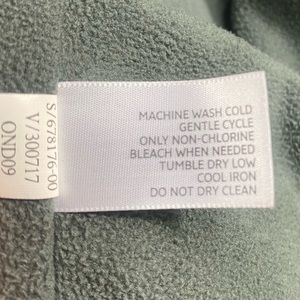 MACHINE WASH COLD
GENTLE CYCLE
ONLY NON-CHLORINE
BLEACH WHEN NEEDED
TUMBLE DRY LOW
COOL IRON
DO NOT DRY CLEAN
S/678176-00
V/300717
OND09